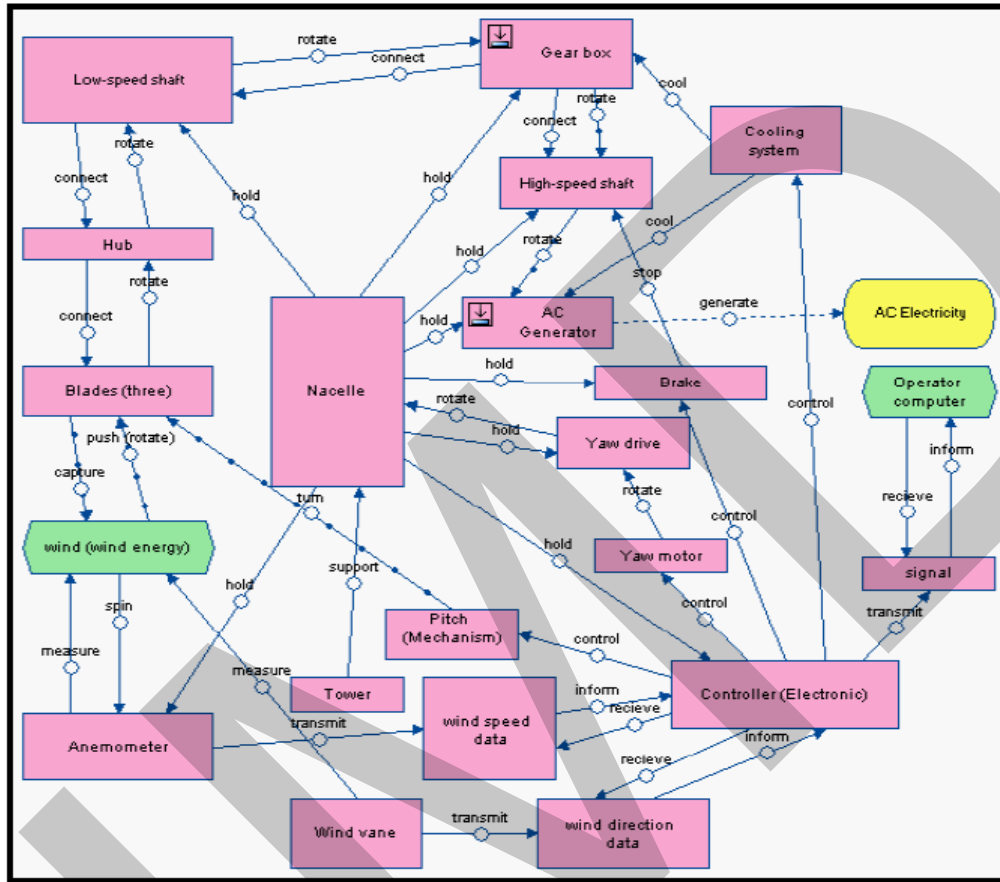 rotate
Low-speed shaft
Gear box
connect
cool
Cooling
system
rotate
connect
rotate
connect
High-speed shaft
hold
hold
Hub
hold
rotate
cool
stop
rotate
connect
hold
AC
Generator
generate
AC Electricity
Blades (three)
Nacelle
hold
Brake
Operator
computer
rotate
hold
Yaw drive
control
push (rotate)
inform
capture
turn
rotate
recieve
wind (wind energy)
hold
control
Yaw motor
signal
support
spin
hold
Pitch
(Mechanism)
control
control
transmit
measure
measure
Tower
inform
Controller (Electronic)
transmit
wind speed
data
recieve
Anemometer
recieve
inform
Wind vane
transmit
wind direction
data